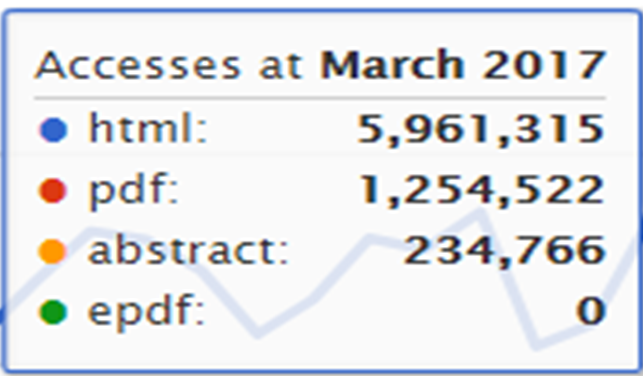 Accesses at March 2017
html: 5,961,315
pdf: 1,254,522
abstract: 234,766
epdf: 0